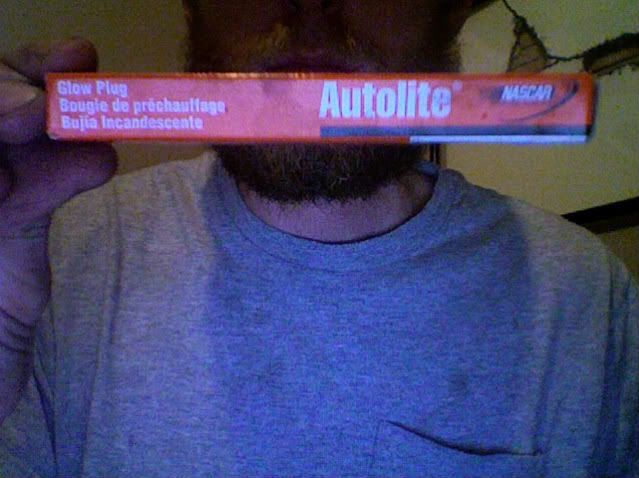 Glow Plug
Bougie de préchauffage
Bujía Incandescente
Autolite®
NASCAR